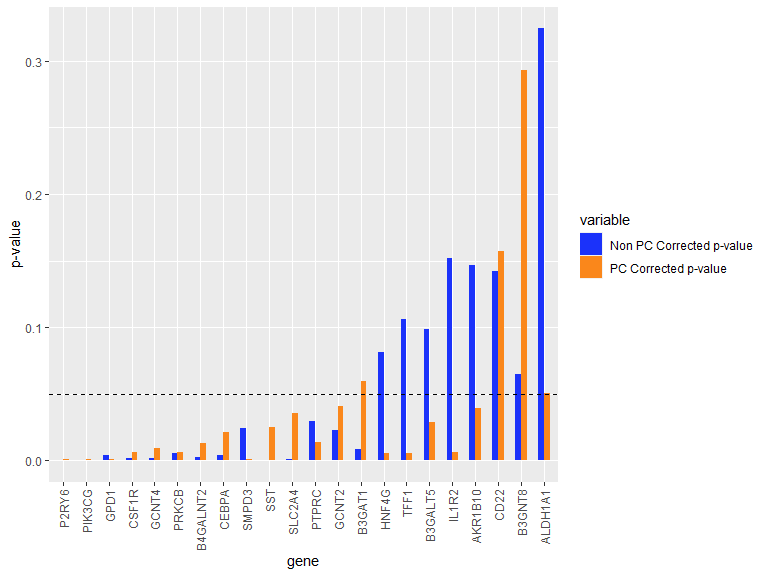 0.3
0.2
0.1
0.0
p-value
P2RY6
PIK3CG
GPD1
CSF1R
GCNT4
PRKCB
B4GALNT2
CEBPA
SMPD3
SST
SLC2A4
PTPRC
GCNT2
B3GAT1
HNF4G
TFF1
B3GALT5
IL1R2
AKR1B10
CD22
B3GNT8
ALDH1A1
gene
variable
Non PC Corrected p-value
PC Corrected p-value